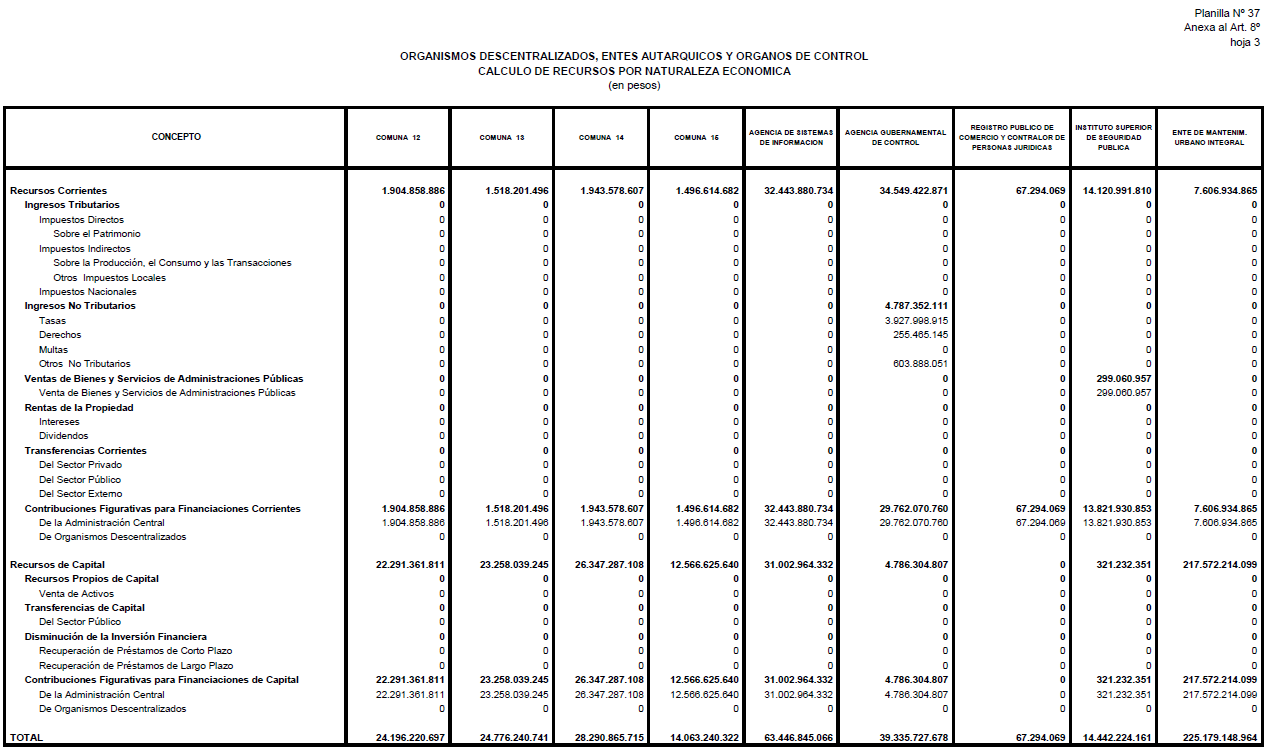 Planilla Nº 37
Anexa al Art. 8º
hoja 3
ORGANISMOS DESCENTRALIZADOS, ENTES AUTARQUICOS Y ORGANOS DE CONTROL
CALCULO DE RECURSOS POR NATURALEZA ECONOMICA
(en pesos)
CONCEPTO COMUNA 12 COMUNA 13 COMUNA 14 COMUNA 15 AGENCIA DE SISTEMAS DE INFORMACION AGENCIA GUBERNAMENTAL DE CONTROL REGISTRO PUBLICO DE COMERCIO Y CONTRALOR DE PERSONAS JURIDICAS INSTITUTO SUPERIOR DE SEGURIDAD PUBLICA ENTE DE MANTENIM. URBANO INTEGRAL
Recursos Corrientes 1.904.858.886 1.518.201.496 1.943.578.607 1.496.614.682 32.443.880.734 34.549.422.871 67.294.069 14.120.991.810 7.606.934.865
Ingresos Tributarios 0 0 0 0 0 0 0 0 0
Impuestos Directos 0 0 0 0 0 0 0 0 0
Sobre el Patrimonio 0 0 0 0 0 0 0 0 0
Impuestos Indirectos 0 0 0 0 0 0 0 0 0
Sobre la Producción, el Consumo y las Transacciones 0 0 0 0 0 0 0 0 0
Otros Impuestos Locales 0 0 0 0 0 0 0 0 0
Impuestos Nacionales 0 0 0 0 0 0 0 0 0
Ingresos No Tributarios 0 0 0 0 0 4.787.352.111 0 0 0
Tasas 0 0 0 0 0 3.927.998.915 0 0 0
Derechos 0 0 0 0 0 255.465.145 0 0 0
Multas 0 0 0 0 0 0 0 0 0
Otros No Tributarios 0 0 0 0 0 603.888.051 0 0 0
Ventas de Bienes y Servicios de Administraciones Públicas 0 0 0 0 0 0 0 299.060.957 0
Venta de Bienes y Servicios de Administraciones Públicas 0 0 0 0 0 0 0 299.060.957 0
Rentas de la Propiedad 0 0 0 0 0 0 0 0 0
Intereses 0 0 0 0 0 0 0 0 0
Dividendos 0 0 0 0 0 0 0 0 0
Transferencias Corrientes 0 0 0 0 0 0 0 0 0
Del Sector Privado 0 0 0 0 0 0 0 0 0
Del Sector Público 0 0 0 0 0 0 0 0 0
Del Sector Externo 0 0 0 0 0 0 0 0 0
Contribuciones Figurativas para Financiaciones Corrientes 1.904.858.886 1.518.201.496 1.943.578.607 1.496.614.682 32.443.880.734 29.762.070.760 67.294.069 13.821.930.853 7.606.934.865
De la Administración Central 1.904.858.886 1.518.201.496 1.943.578.607 1.496.614.682 32.443.880.734 29.762.070.760 67.294.069 13.821.930.853 7.606.934.865
De Organismos Descentralizados 0 0 0 0 0 0 0 0 0
Recursos de Capital 22.291.361.811 23.258.039.245 26.347.287.108 12.566.625.640 31.002.964.332 4.786.304.807 0 321.232.351 217.572.214.099
Recursos Propios de Capital 0 0 0 0 0 0 0 0 0
Venta de Activos 0 0 0 0 0 0 0 0 0
Transferencias de Capital 0 0 0 0 0 0 0 0 0
Del Sector Público 0 0 0 0 0 0 0 0 0
Disminución de la Inversión Financiera 0 0 0 0 0 0 0 0 0
Recuperación de Préstamos de Corto Plazo 0 0 0 0 0 0 0 0 0
Recuperación de Préstamos de Largo Plazo 0 0 0 0 0 0 0 0 0
Contribuciones Figurativas para Financiaciones de Capital 22.291.361.811 23.258.039.245 26.347.287.108 12.566.625.640 31.002.964.332 4.786.304.807 0 321.232.351 217.572.214.099
De la Administración Central 22.291.361.811 23.258.039.245 26.347.287.108 12.566.625.640 31.002.964.332 4.786.304.807 0 321.232.351 217.572.214.099
De Organismos Descentralizados 0 0 0 0 0 0 0 0 0
TOTAL 24.196.220.697 24.776.240.741 28.290.865.715 14.063.240.322 63.446.845.066 39.335.727.678 67.294.069 14.442.224.161 225.179.148.964